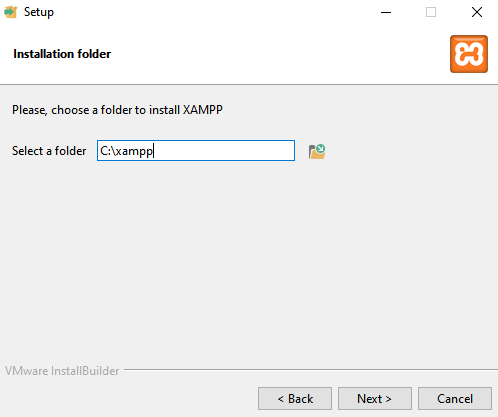 Setup
Installation folder
Please, choose a folder to install XAMPP
Select a folder C:\xampp
VMware InstallBuilder
< Back Next > Cancel